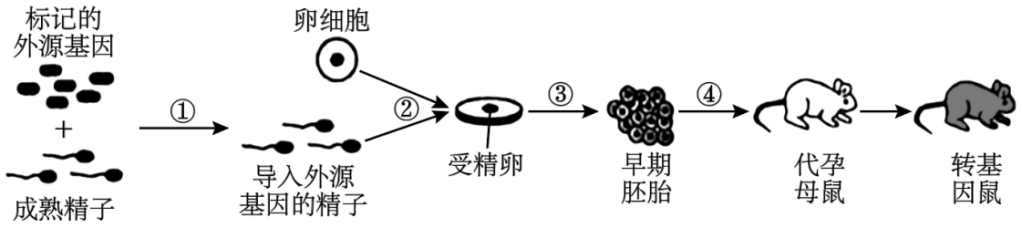 标记的
外源基因
+
成熟精子
①
导入外源
基因的精子
卵细胞
②
受精卵
③
早期
胚胎
④
代孕
母鼠
转基
因鼠